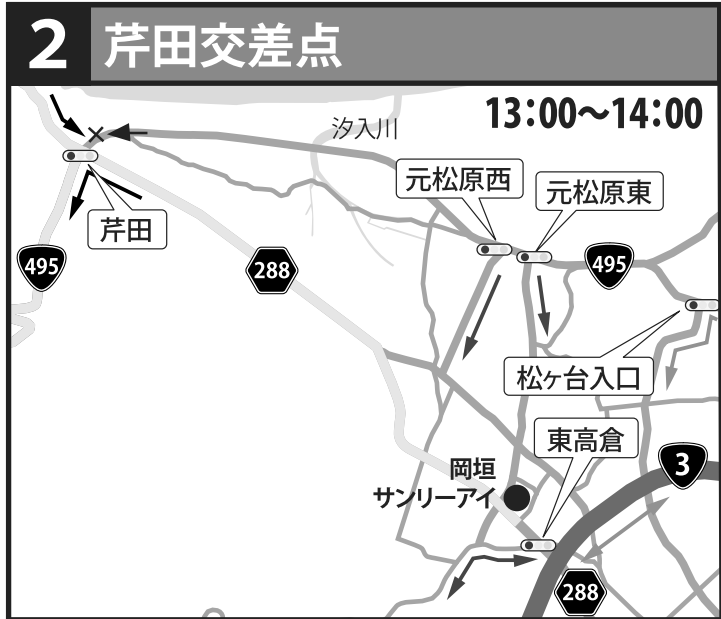 2 芹田交差点
13:00〜14:00
汐入川
元松原西
元松原東
芹田
495
288
495
松ヶ台入口
東高倉
岡垣
サンリーアイ
3
288